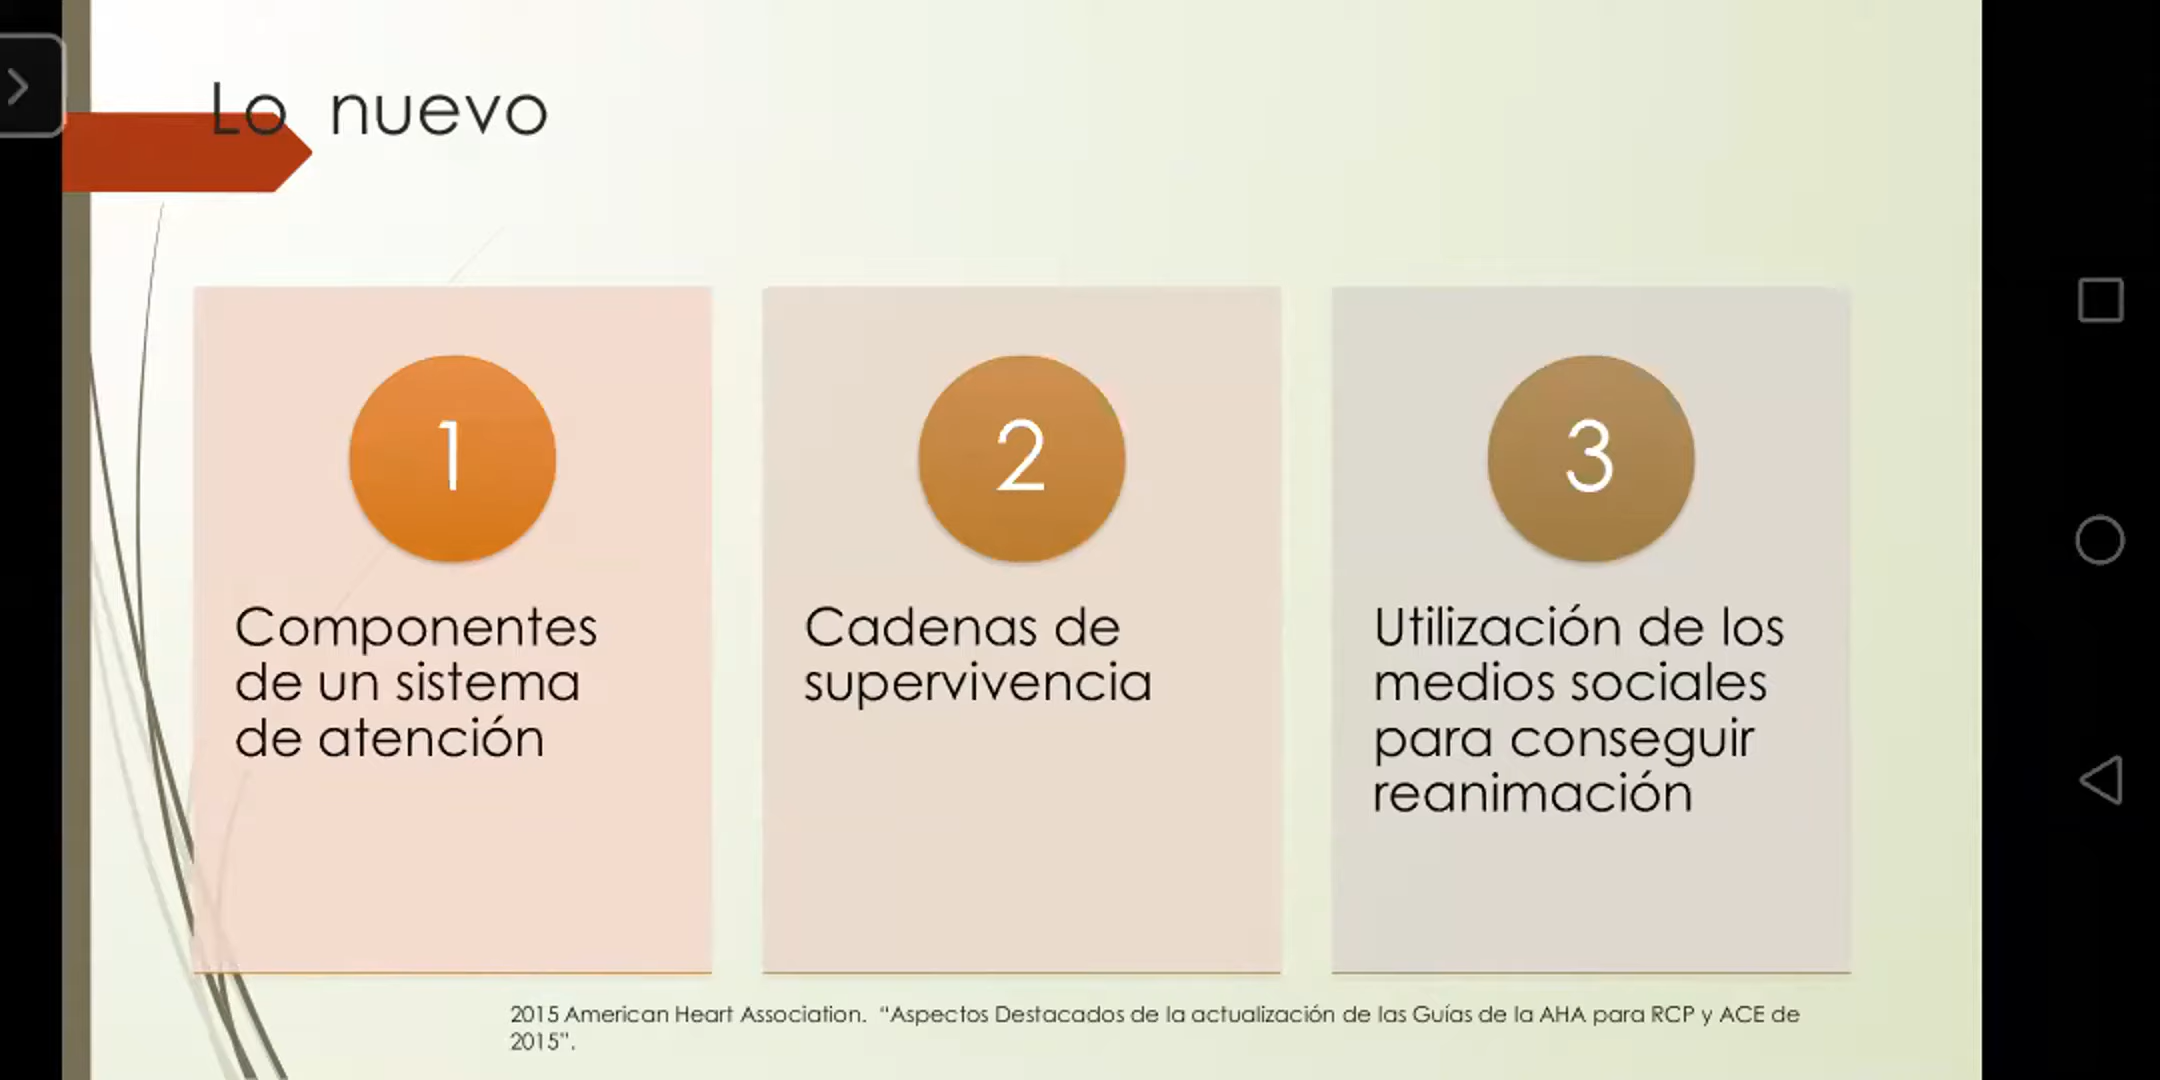 Lo nuevo
1
Componentes
de un sistema
de atención
2
Cadenas de
supervivencia
3
Utilización de los
medios sociales
para conseguir
reanimación
2015 American Heart Association. “Aspectos Destacados de la actualización de las Guías de la AHA para RCP y ACE de
2015”.